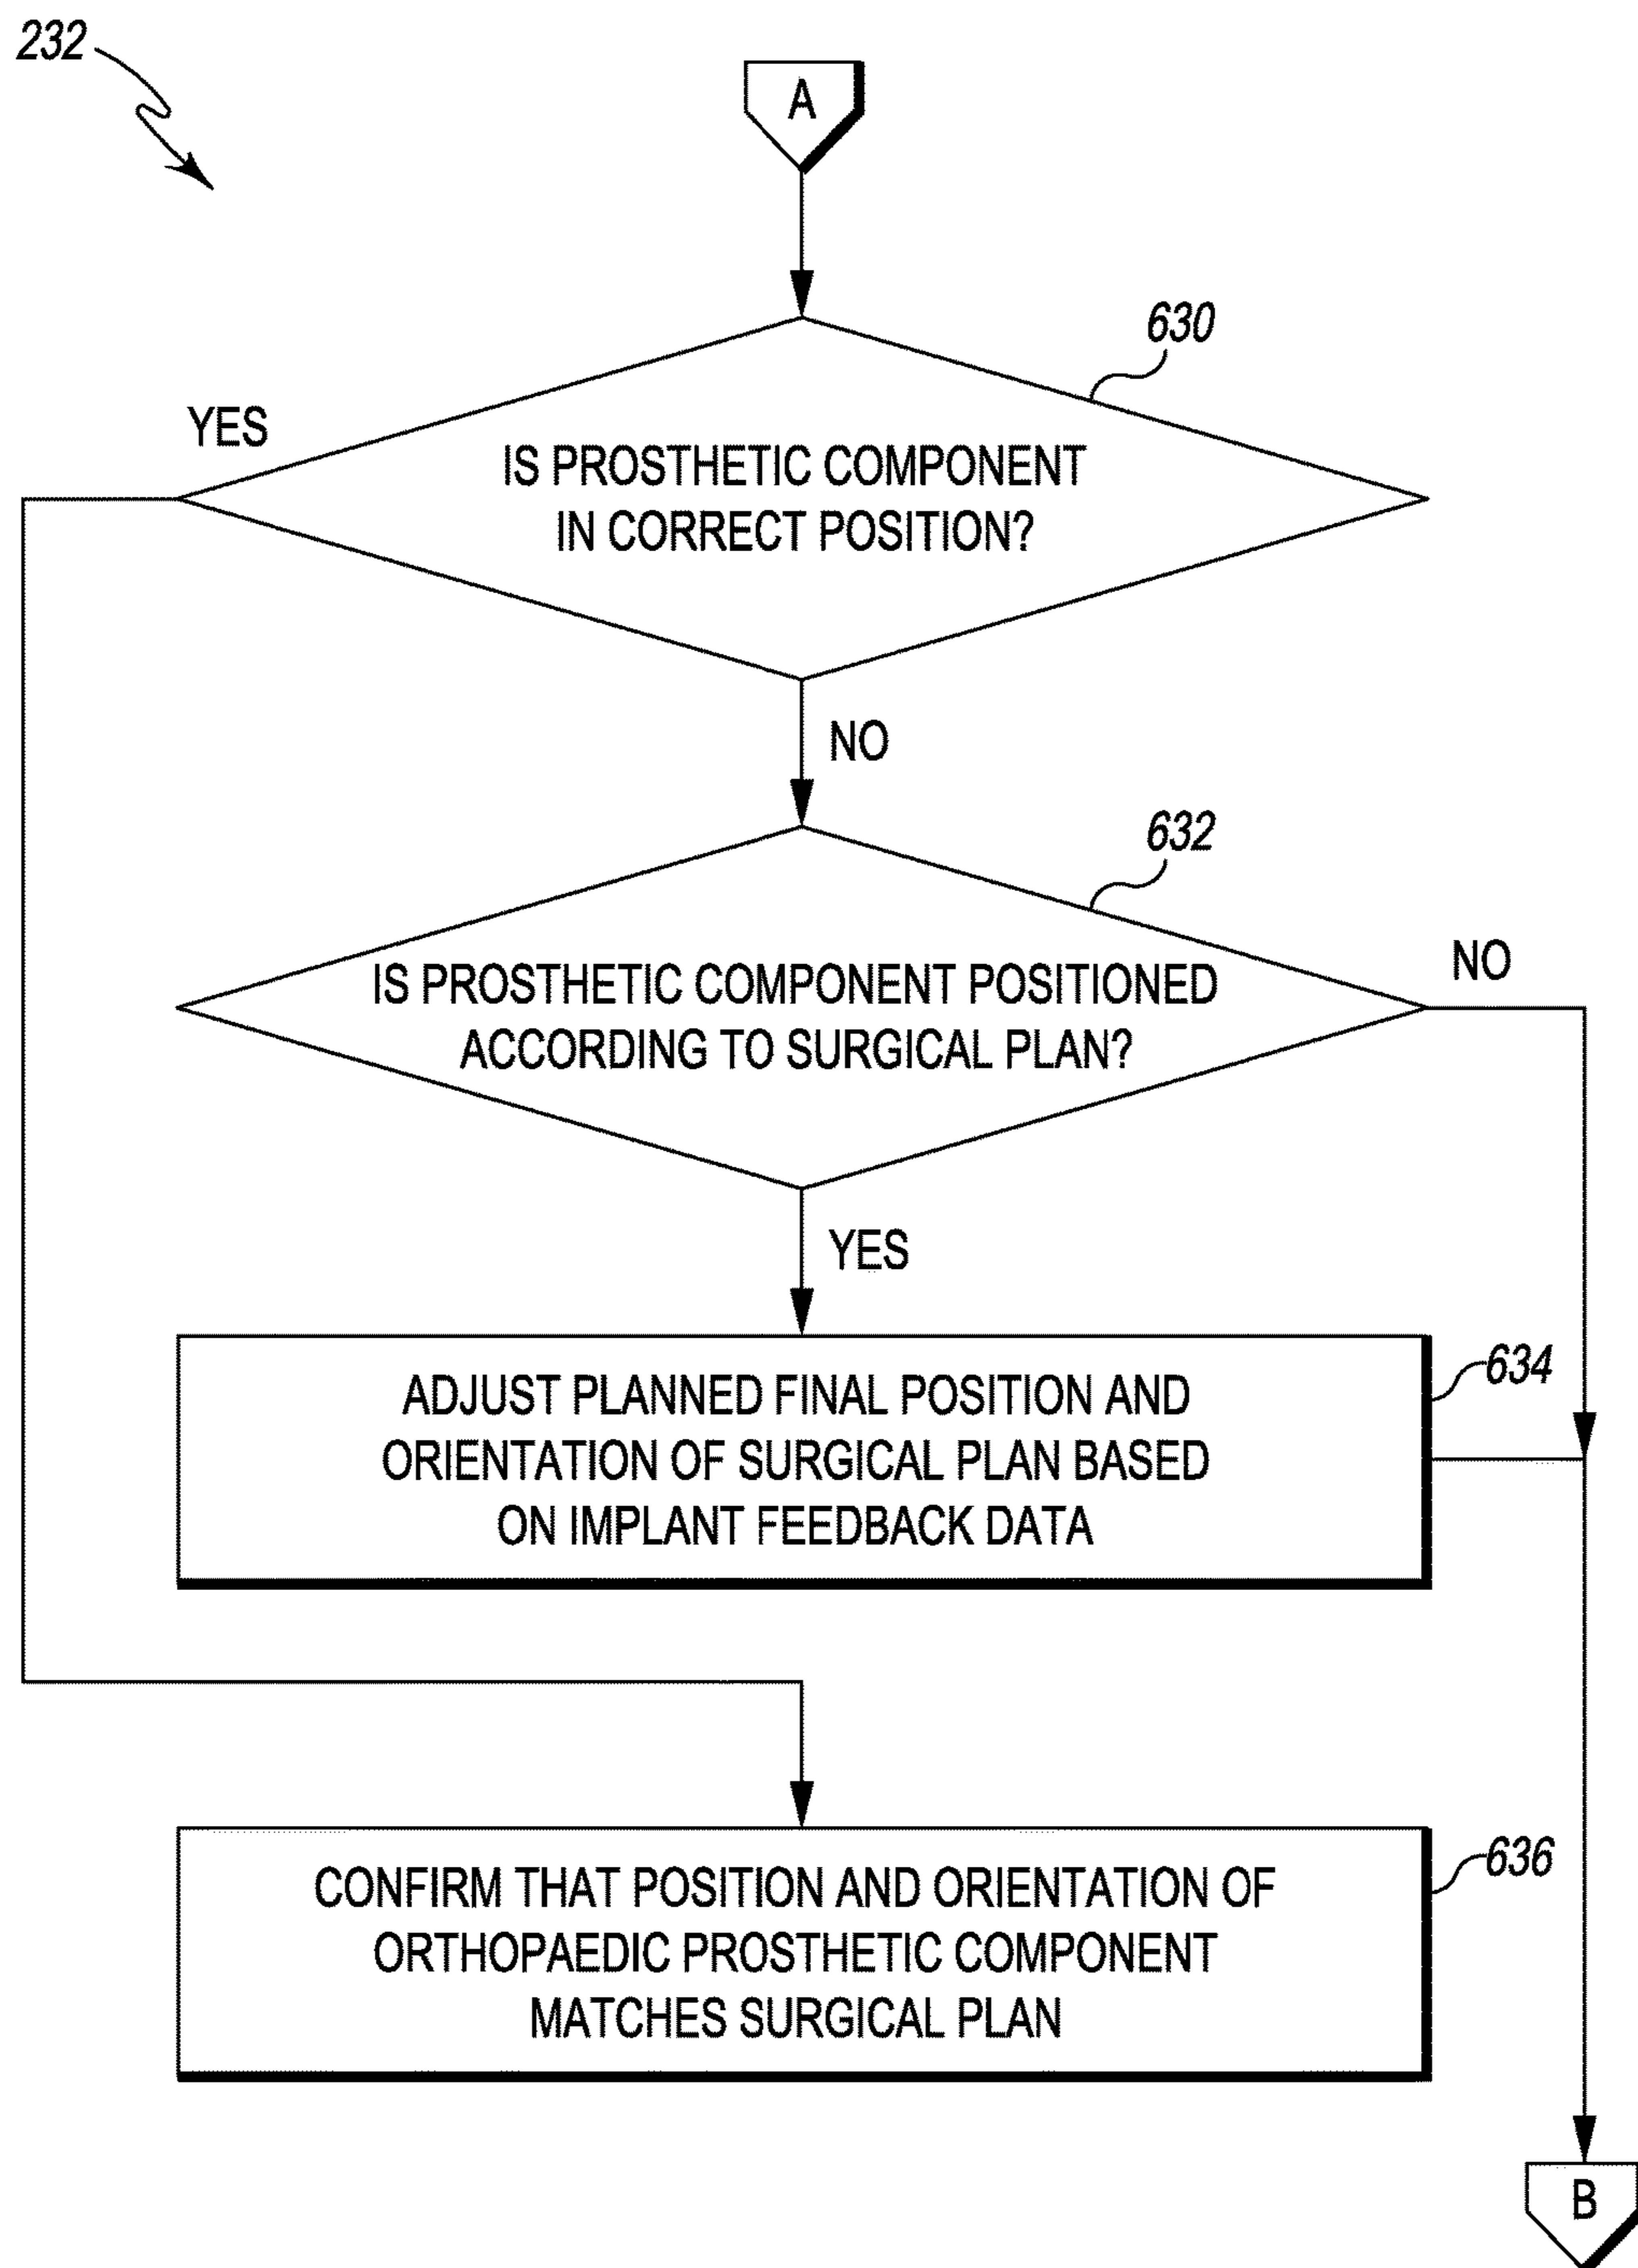 232
A
630
YES
IS PROSTHETIC COMPONENT
IN CORRECT POSITION?
NO
632
NO
IS PROSTHETIC COMPONENT POSITIONED
ACCORDING TO SURGICAL PLAN?
YES
634
ADJUST PLANNED FINAL POSITION AND
ORIENTATION OF SURGICAL PLAN BASED
ON IMPLANT FEEDBACK DATA
636
CONFIRM THAT POSITION AND ORIENTATION OF
ORTHOPAEDIC PROSTHETIC COMPONENT
MATCHES SURGICAL PLAN
B